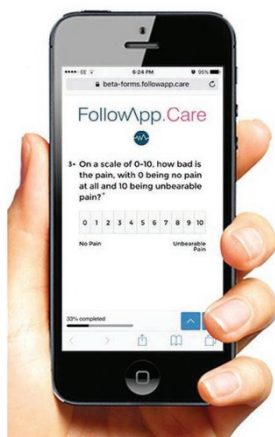 6:24 PM 95%
beta-forms.followapp.care
FollowApp.Care
3- On a scale of 0-10, how bad is
the pain, with 0 being no pain
at all and 10 being unbearable
pain?*
0 1 2 3 4 5 6 7 8 9 10
No Pain Unbearable
Pain
33% completed